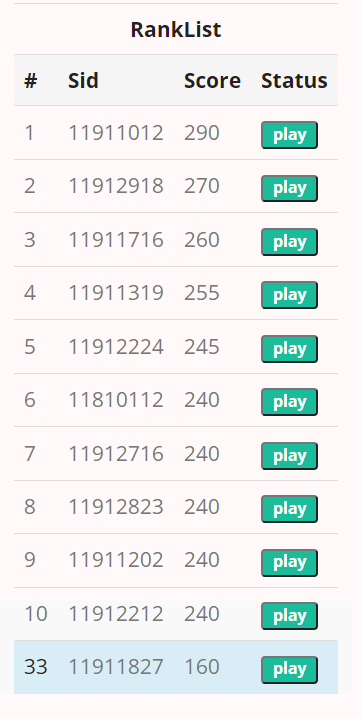 RankList
# Sid Score Status
1 11911012 290 play
2 11912918 270 play
3 11911716 260 play
4 11911319 255 play
5 11912224 245 play
6 11810112 240 play
7 11912716 240 play
8 11912823 240 play
9 11911202 240 play
10 11912212 240 play
33 11911827 160 play